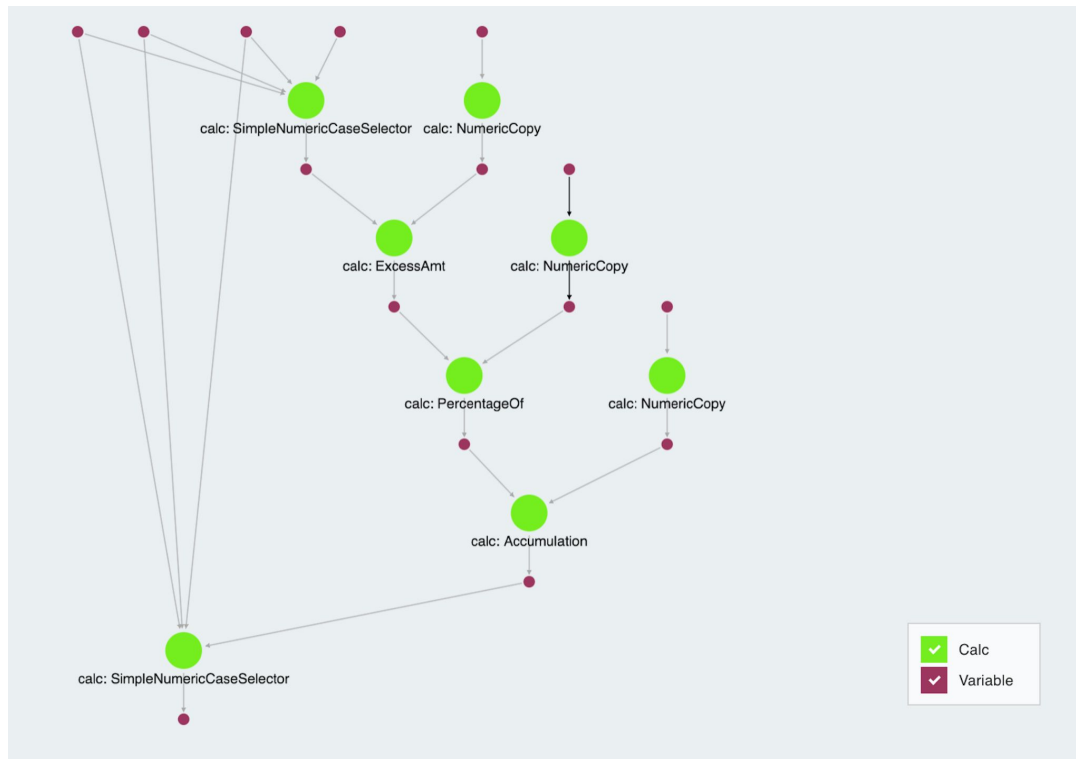 calc: SimpleNumericCaseSelector
calc: NumericCopy
calc: ExcessAmt
calc: NumericCopy
calc: PercentageOf
calc: NumericCopy
calc: Accumulation
calc: SimpleNumericCaseSelector
Calc
Variable